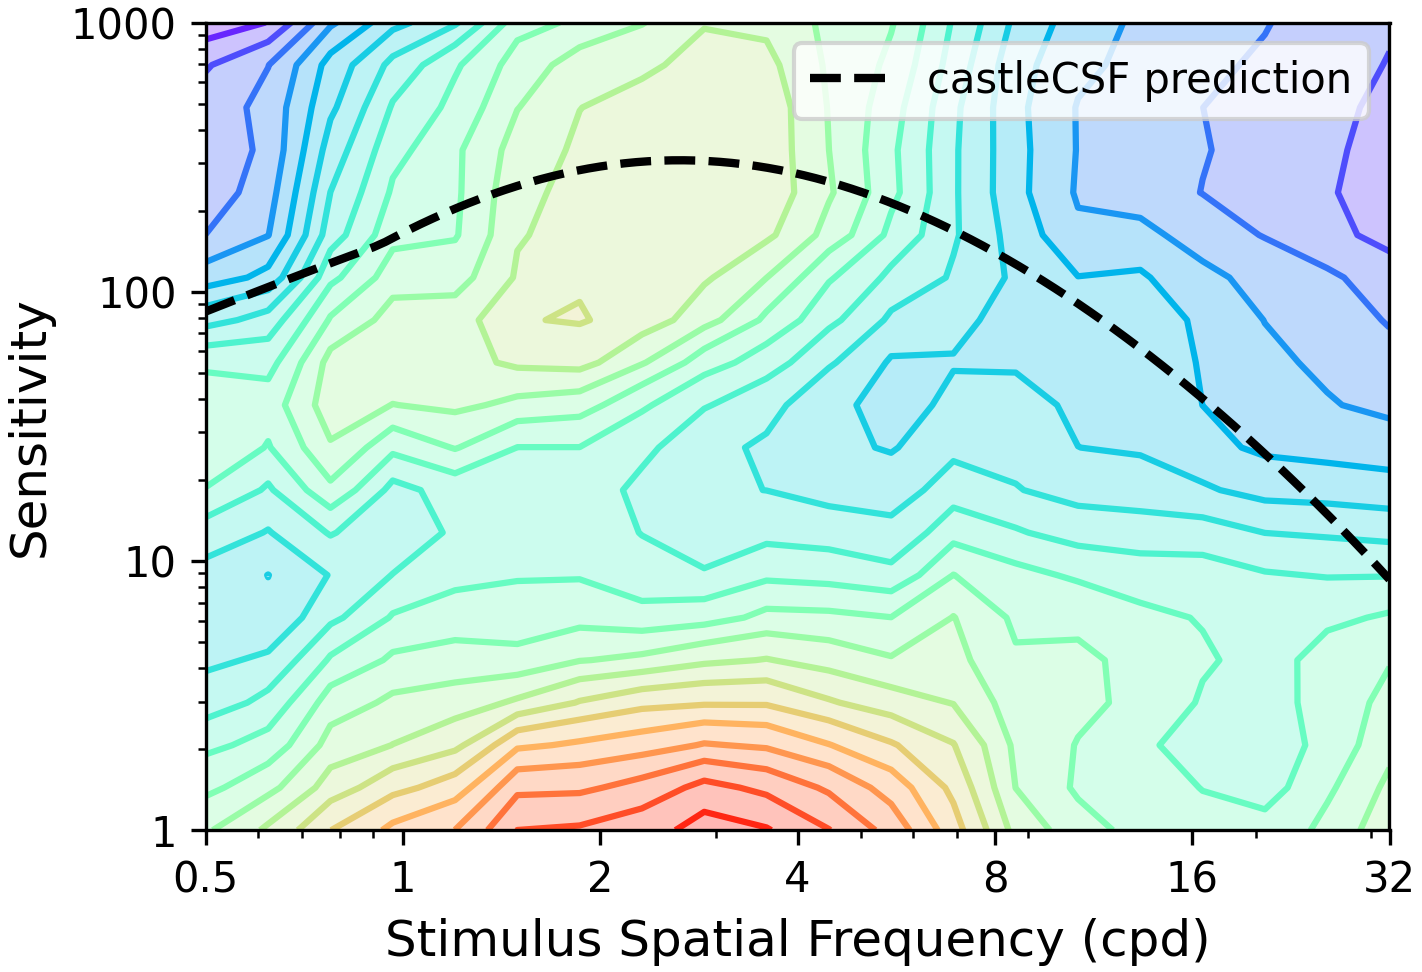 1000
castleCSF prediction
100
Sensitivity
10
1
0.5 1 2 4 8 16 32
Stimulus Spatial Frequency (cpd)